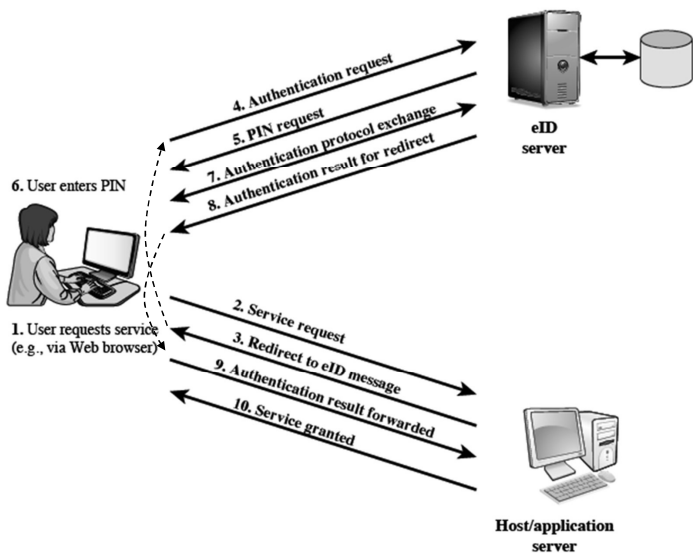 4. Authentication request
5. PIN request
7. Authentication protocol exchange
8. Authentication result for redirect
eID
server
6. User enters PIN
1. User requests service
(e.g., via Web browser)
2. Service request
3. Redirect to eID message
9. Authentication result forwarded
10. Service granted
Host/application
server